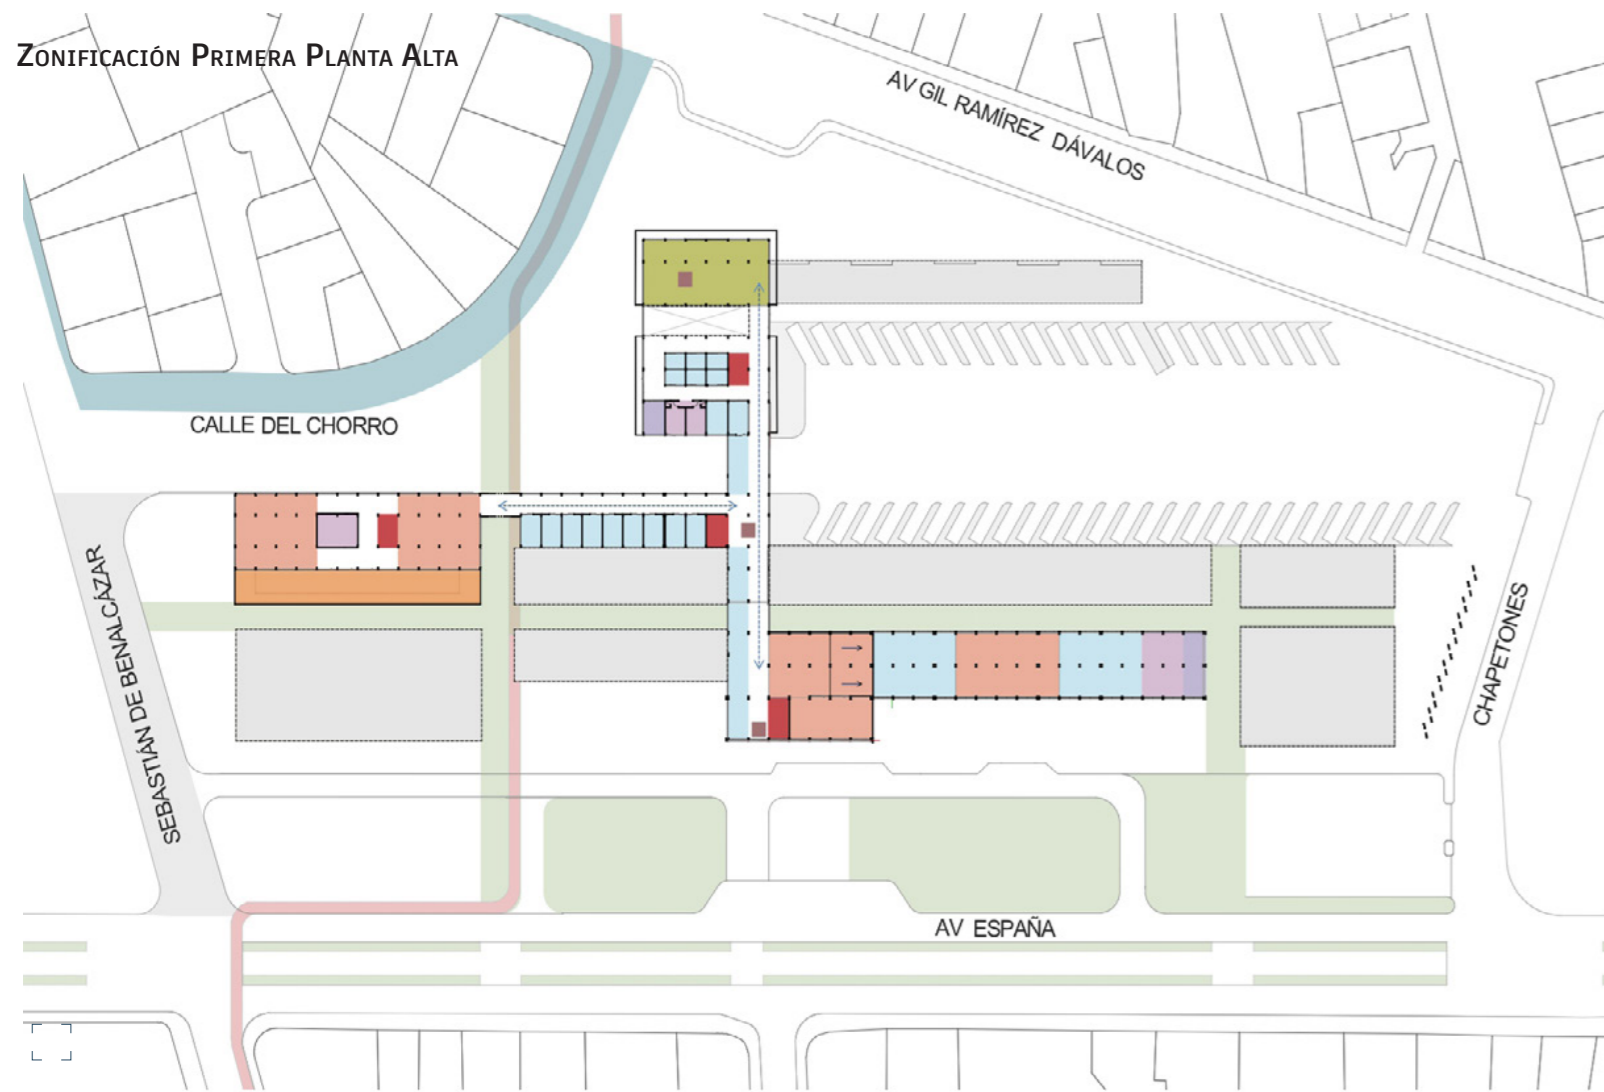 Zonificación Primera Planta Alta
AV GIL RAMÍREZ DÁVALOS
CALLE DEL CHORRO
SEBASTIÁN DE BENALCÁZAR
CHAPETONES
AV ESPAÑA